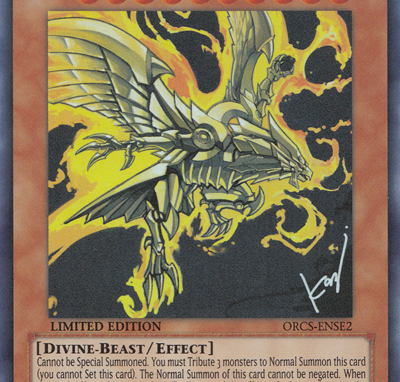 LIMITED EDITION ORCS-ENSE2
[DIVINE-BEAST/EFFECT]
Cannot be Special Summoned. You must Tribute 3 monsters to Normal Summon this card
(you cannot Set this card). The Normal Summon of this card cannot be negated. When